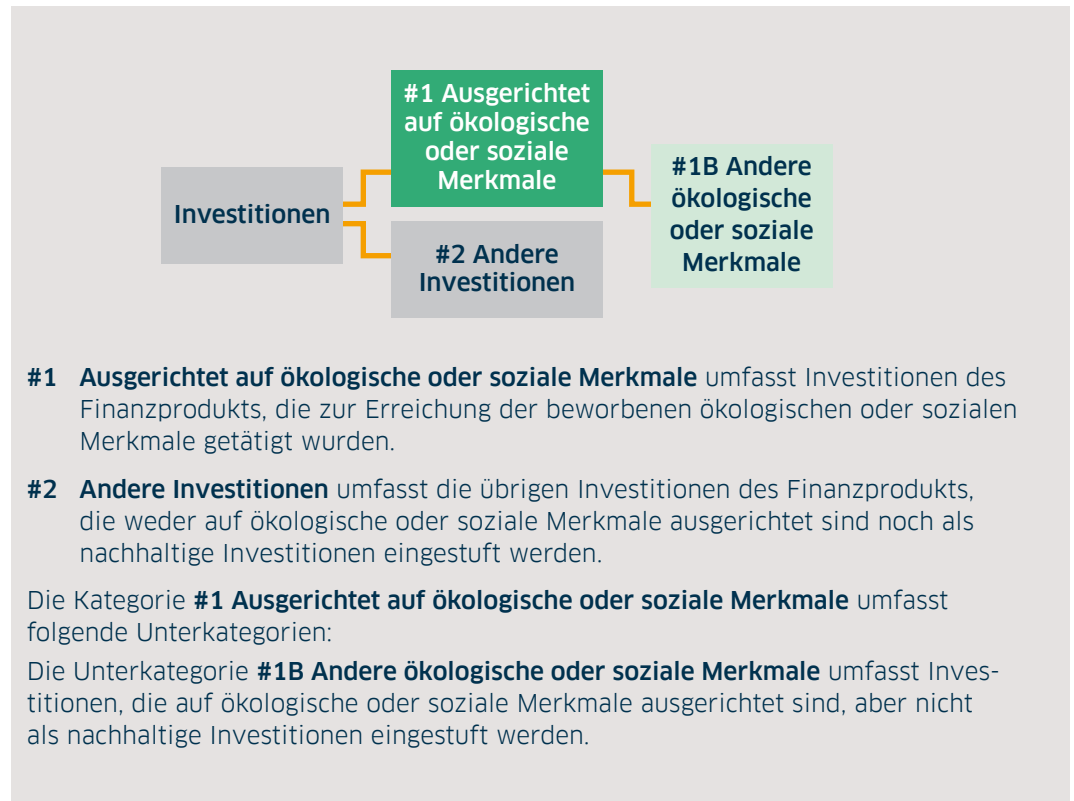 #1 Ausgerichtet
auf ökologische
oder soziale
Merkmale
#1B Andere
ökologische
oder soziale
Merkmale
Investitionen
#2 Andere
Investitionen
#1 Ausgerichtet auf ökologische oder soziale Merkmale umfasst Investitionen des
Finanzprodukts, die zur Erreichung der beworbenen ökologischen oder sozialen
Merkmale getätigt wurden.
#2 Andere Investitionen umfasst die übrigen Investitionen des Finanzprodukts,
die weder auf ökologische oder soziale Merkmale ausgerichtet sind noch als
nachhaltige Investitionen eingestuft werden.
Die Kategorie #1 Ausgerichtet auf ökologische oder soziale Merkmale umfasst
folgende Unterkategorien:
Die Unterkategorie #1B Andere ökologische oder soziale Merkmale umfasst Inves-
titionen, die auf ökologische oder soziale Merkmale ausgerichtet sind, aber nicht
als nachhaltige Investitionen eingestuft werden.